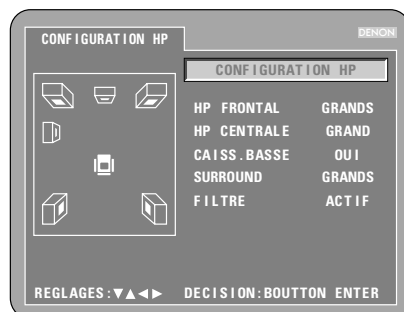 CONFIGURATION HP
DENON
CONFIGURATION HP
HP FRONTAL GRANDS
HP CENTRALE GRAND
CAISS.BASSE OUI
SURROUND GRANDS
FILTRE ACTIF
REGLAGES:▼▲◀▶ DECISION:BOUTTON ENTER